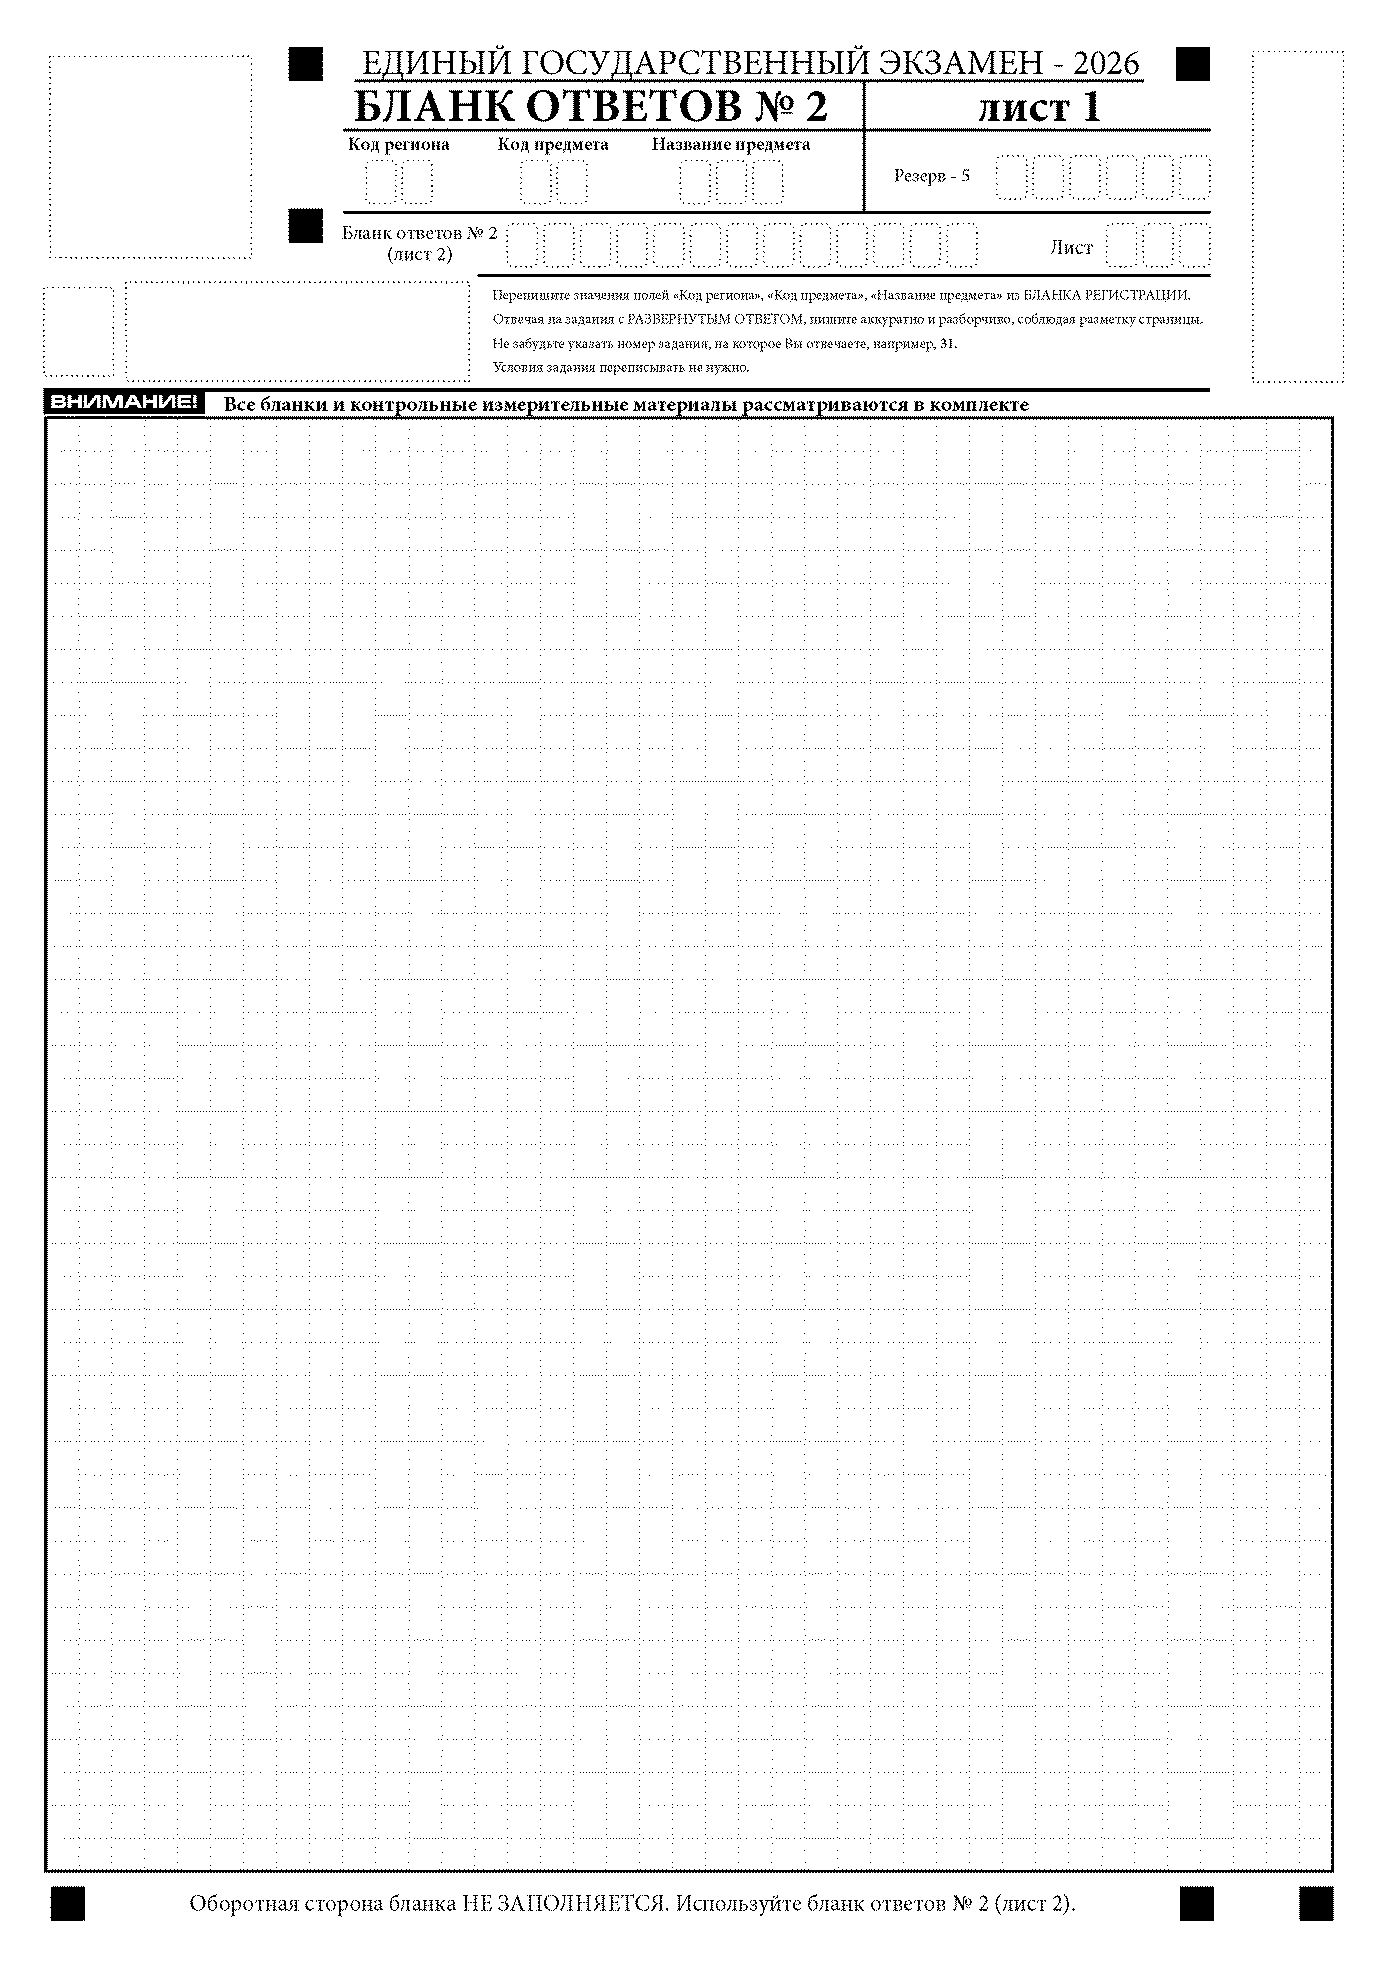 ЕДИНЫЙ ГОСУДАРСТВЕННЫЙ ЭКЗАМЕН - 2026
БЛАНК ОТВЕТОВ № 2
лист 1
Код региона
Код предмета
Название предмета
Резерв - 5
Бланк ответов № 2
(лист 2)
Лист
Перепишите значения полей «Код региона», «Код предмета», «Название предмета» из БЛАНКА РЕГИСТРАЦИИ.
Отвечая на задания с РАЗВЕРНУТЫМ ОТВЕТОМ, пишите аккуратно и разборчиво, соблюдая разметку страницы.
Не забудьте указать номер задания, на которое Вы отвечаете, например, 31.
Условия задания переписывать не нужно.
ВНИМАНИЕ!
Все бланки и контрольные измерительные материалы рассматриваются в комплекте
Оборотная сторона бланка НЕ ЗАПОЛНЯЕТСЯ. Используйте бланк ответов № 2 (лист 2).